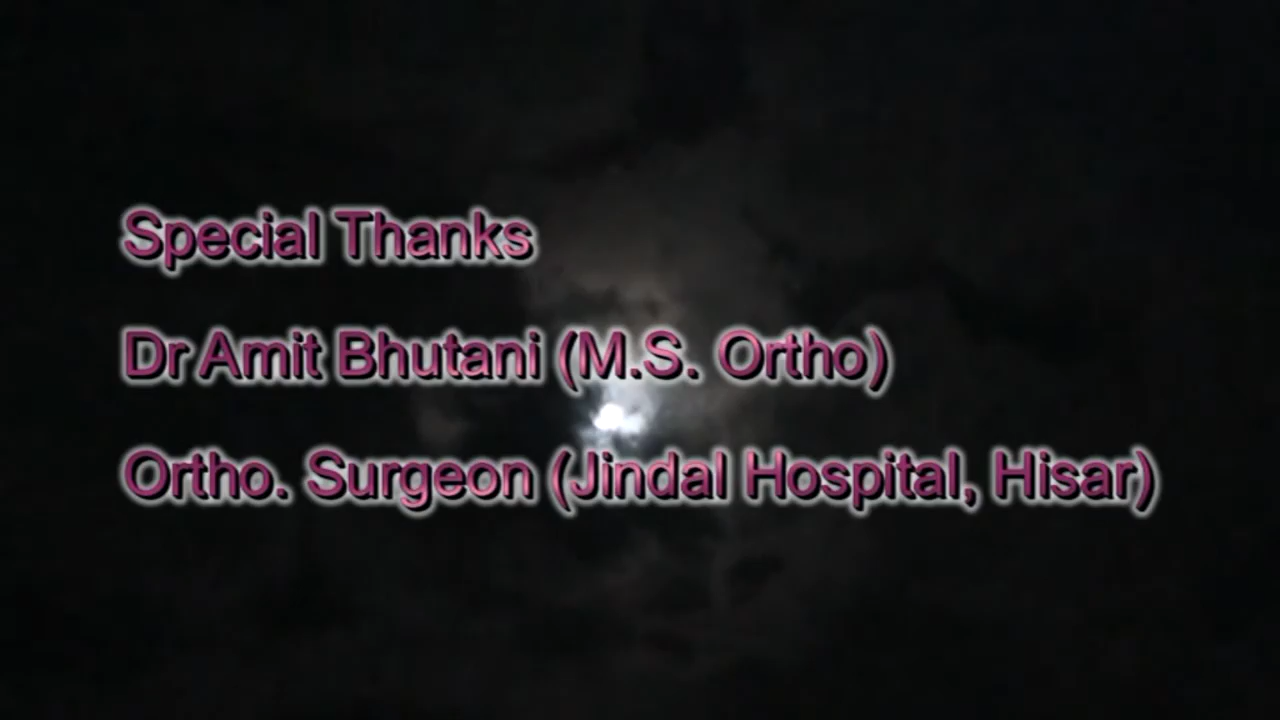 Special Thanks
Dr Amit Bhutani (M.S. Ortho)
Ortho. Surgeon (Jindal Hospital, Hisar)